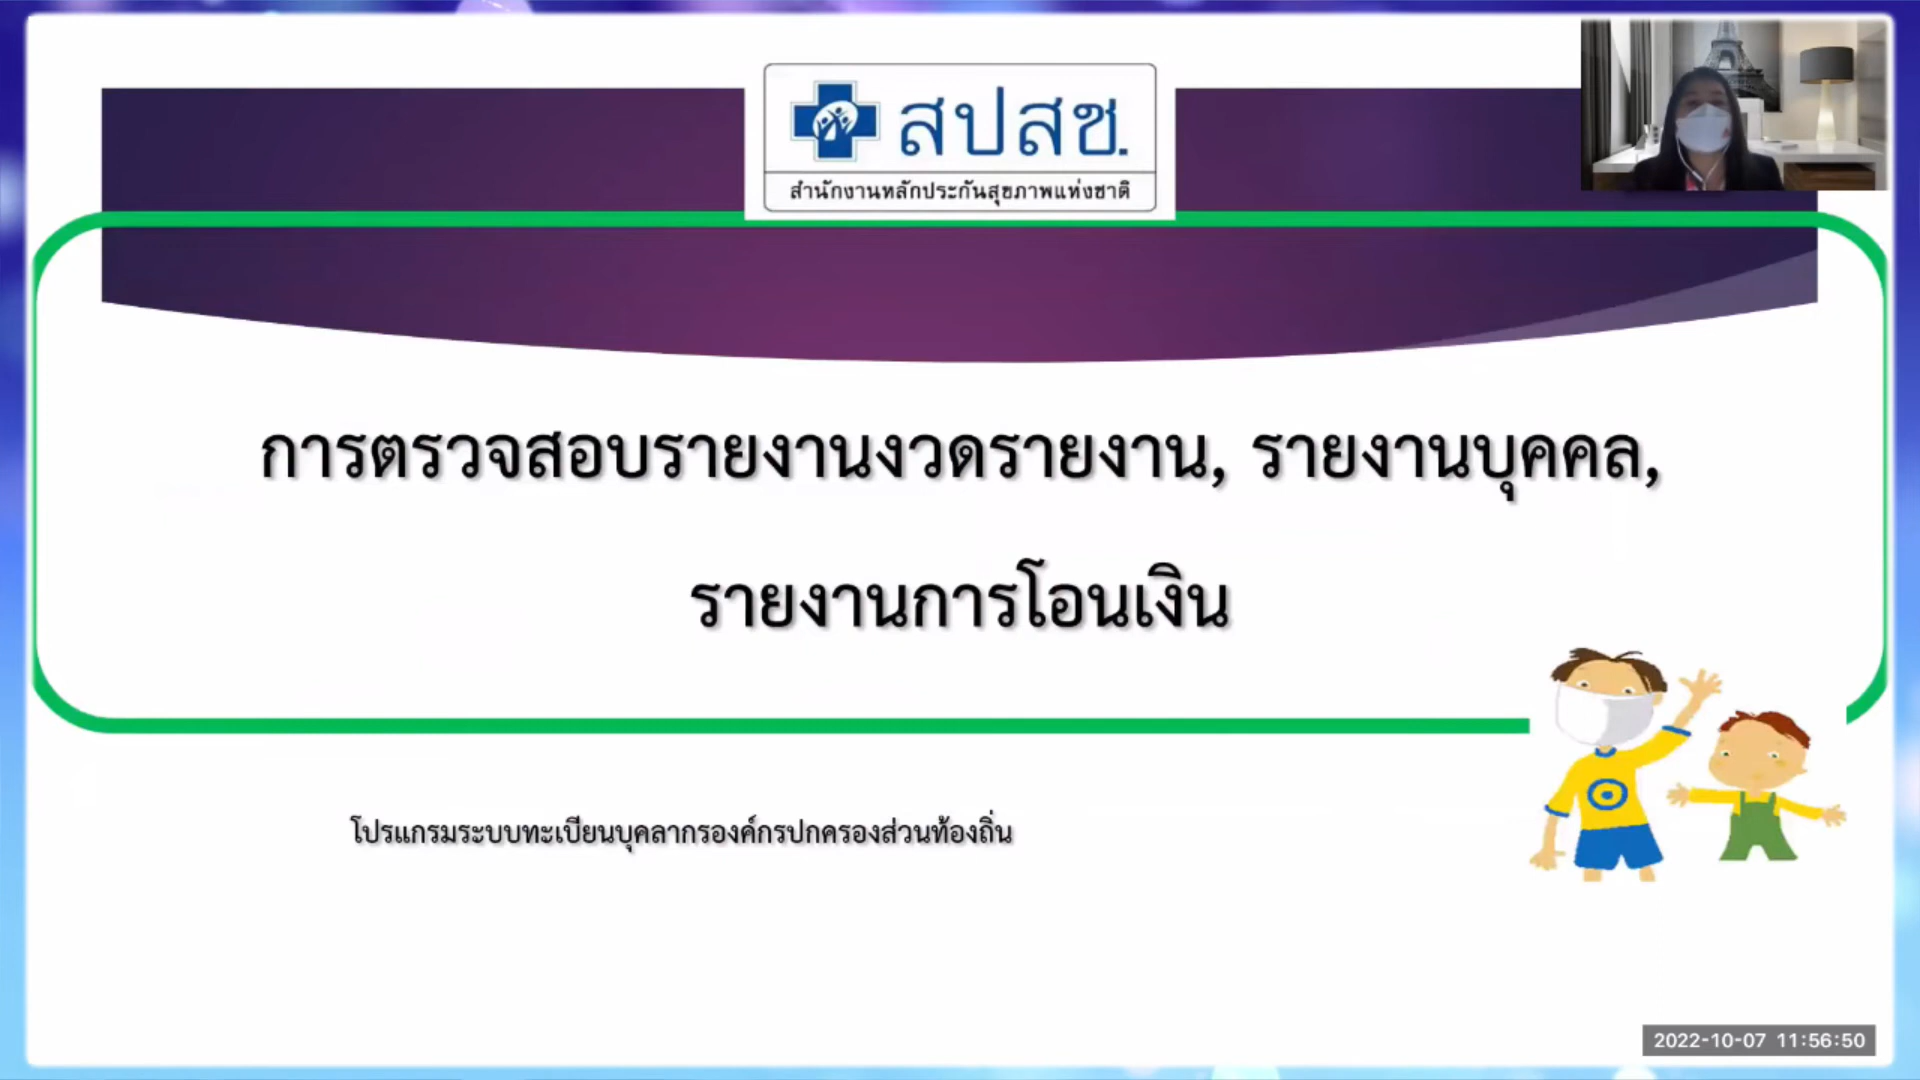 สปสช.
สำนักงานหลักประกันสุขภาพแห่งชาติ
การตรวจสอบรายงานงวดรายงาน, รายงานบุคคล,
รายงานการโอนเงิน
โปรแกรมระบบทะเบียนบุคลากรองค์กรปกครองส่วนท้องถิ่น
2022-10-07 11:56:50